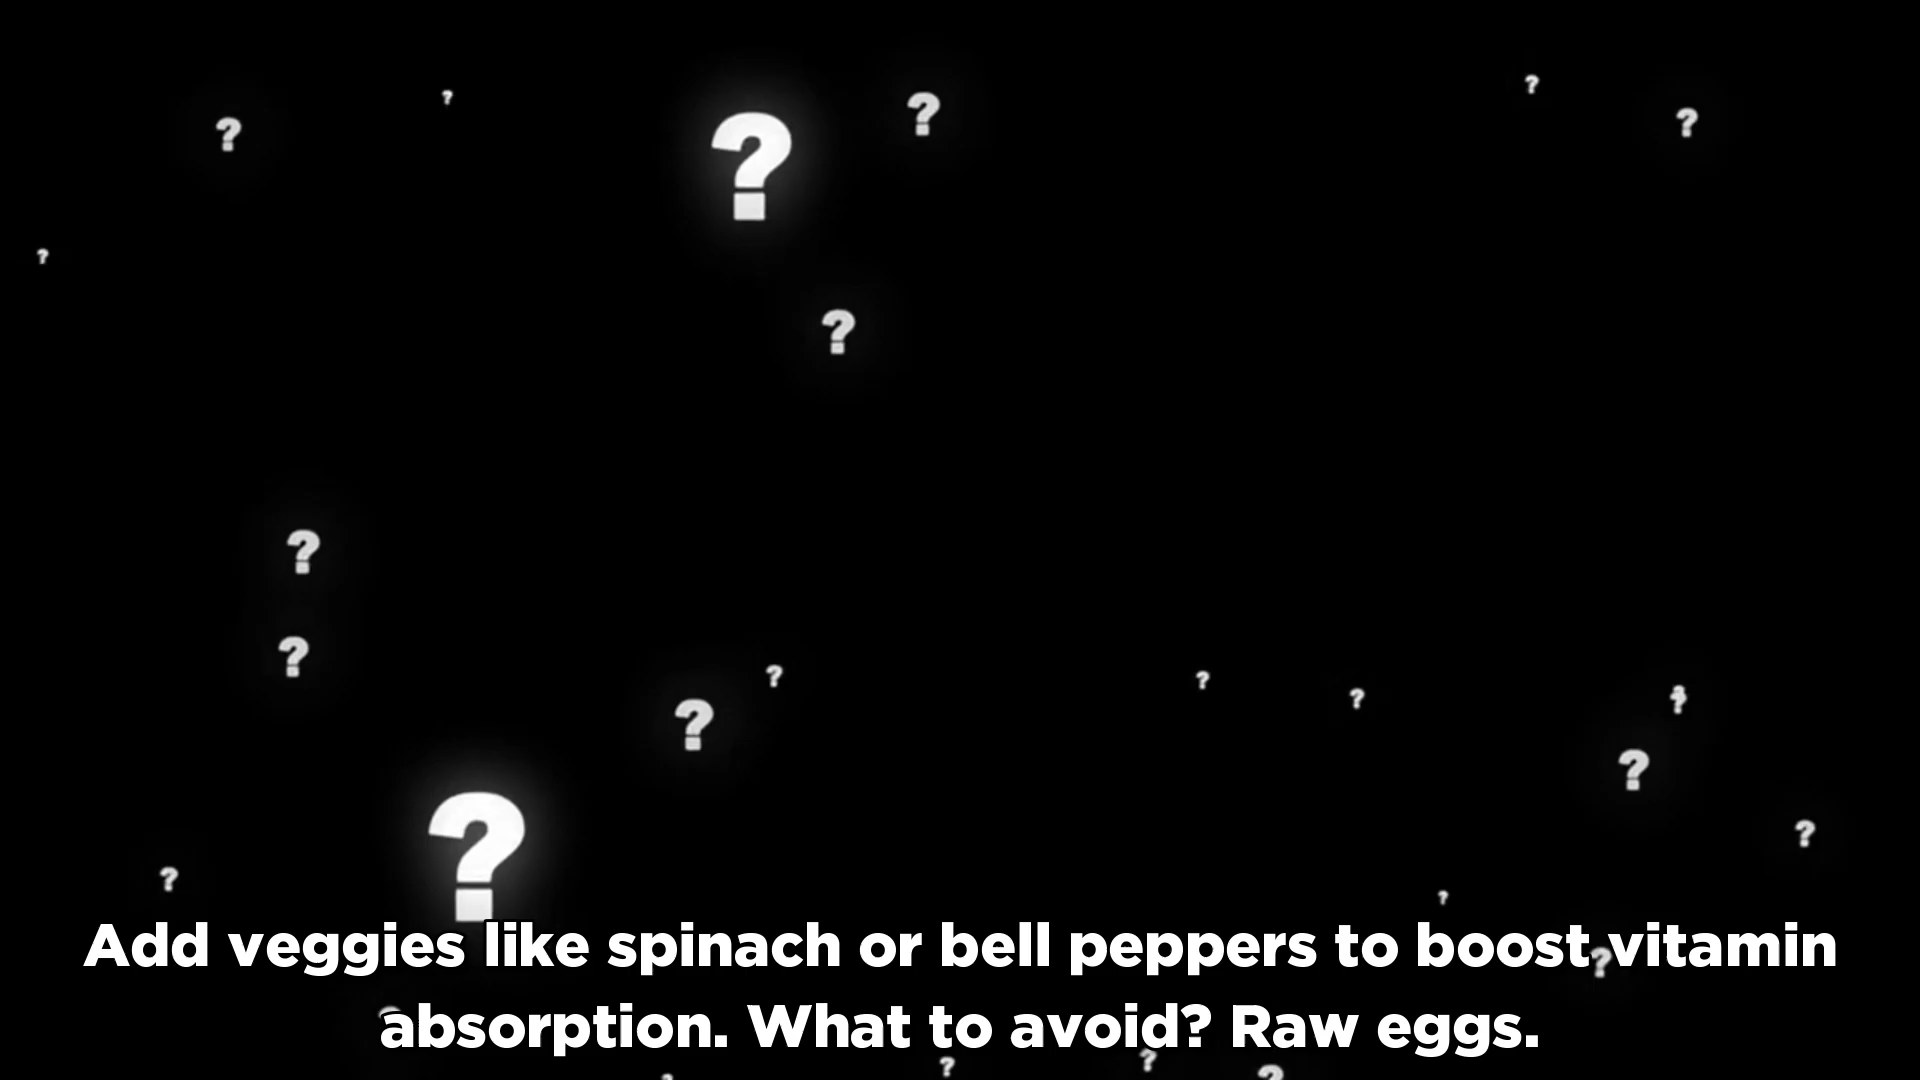 Add veggies like spinach or bell peppers to boost vitamin
absorption. What to avoid? Raw eggs.